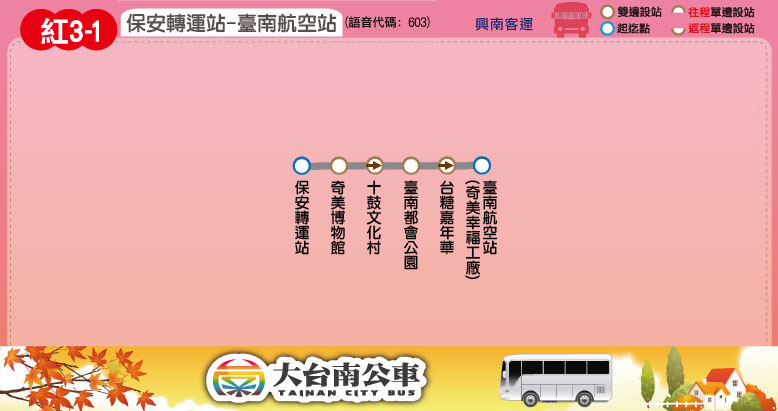 紅3-1
保安轉運站-臺南航空站 (語音代碼: 603)
興南客運
雙邊設站
往程單邊設站
起迄點
返程單邊設站
保安轉運站
奇美博物館
十鼓文化村
臺南都會公園
台糖嘉年華
臺南航空站
(奇美幸福工廠)
大台南公車
TAINAN CITY BUS